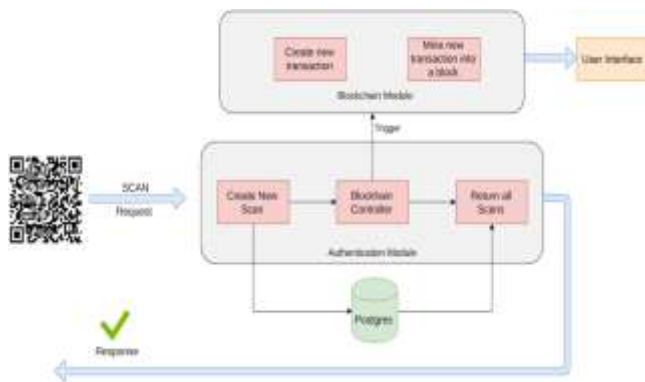 Create new
transaction
Mine new
transaction into
a block
Blockchain Module
User Interface
Trigger
SCAN
Request
Create New
Scan
Blockchain
Controller
Return all
Scans
Authentication Module
Postgres
Response